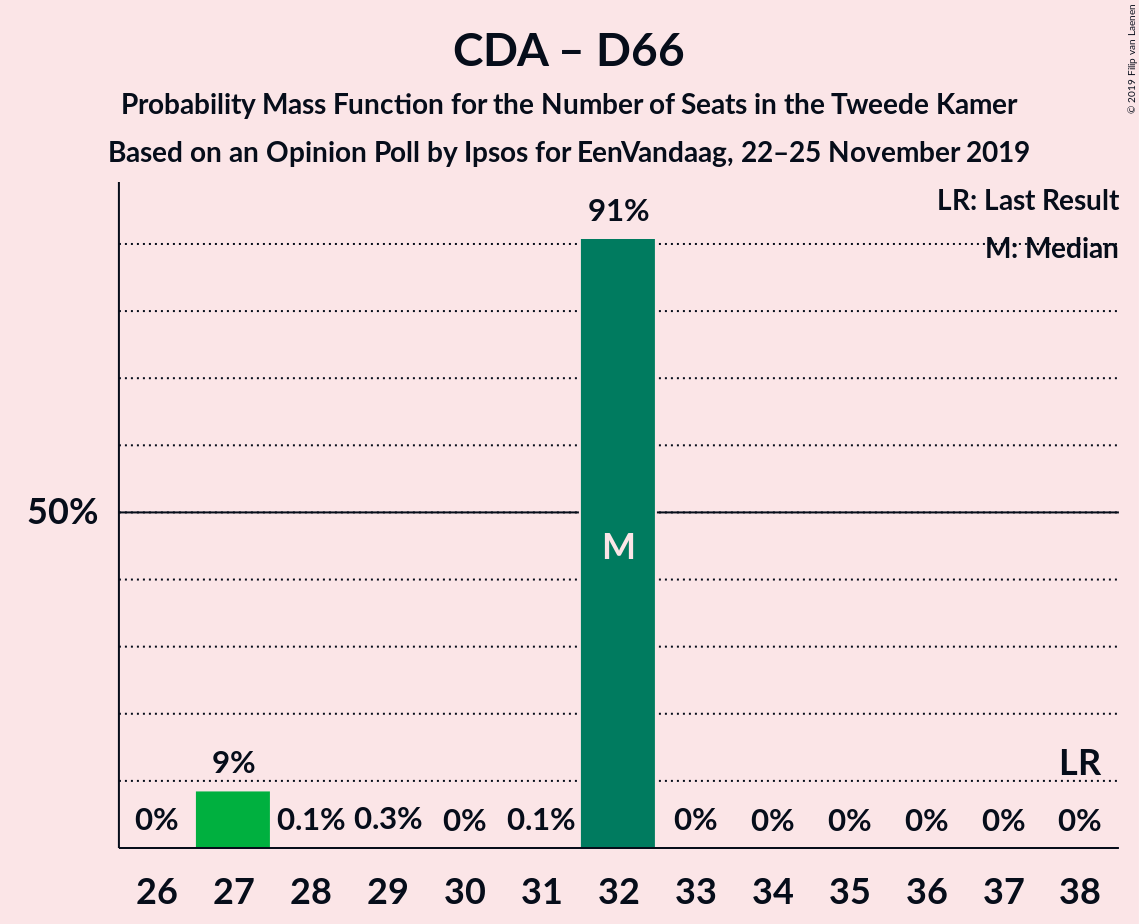 CDA – D66
Probability Mass Function for the Number of Seats in the Tweede Kamer
Based on an Opinion Poll by Ipsos for EenVandaag, 22–25 November 2019
© 2019 Filip van Laenen
LR: Last Result
M: Median
91%
50%
M
9%
LR
0% 0.1% 0.3% 0% 0.1% 0% 0% 0% 0% 0% 0%
26 27 28 29 30 31 32 33 34 35 36 37 38